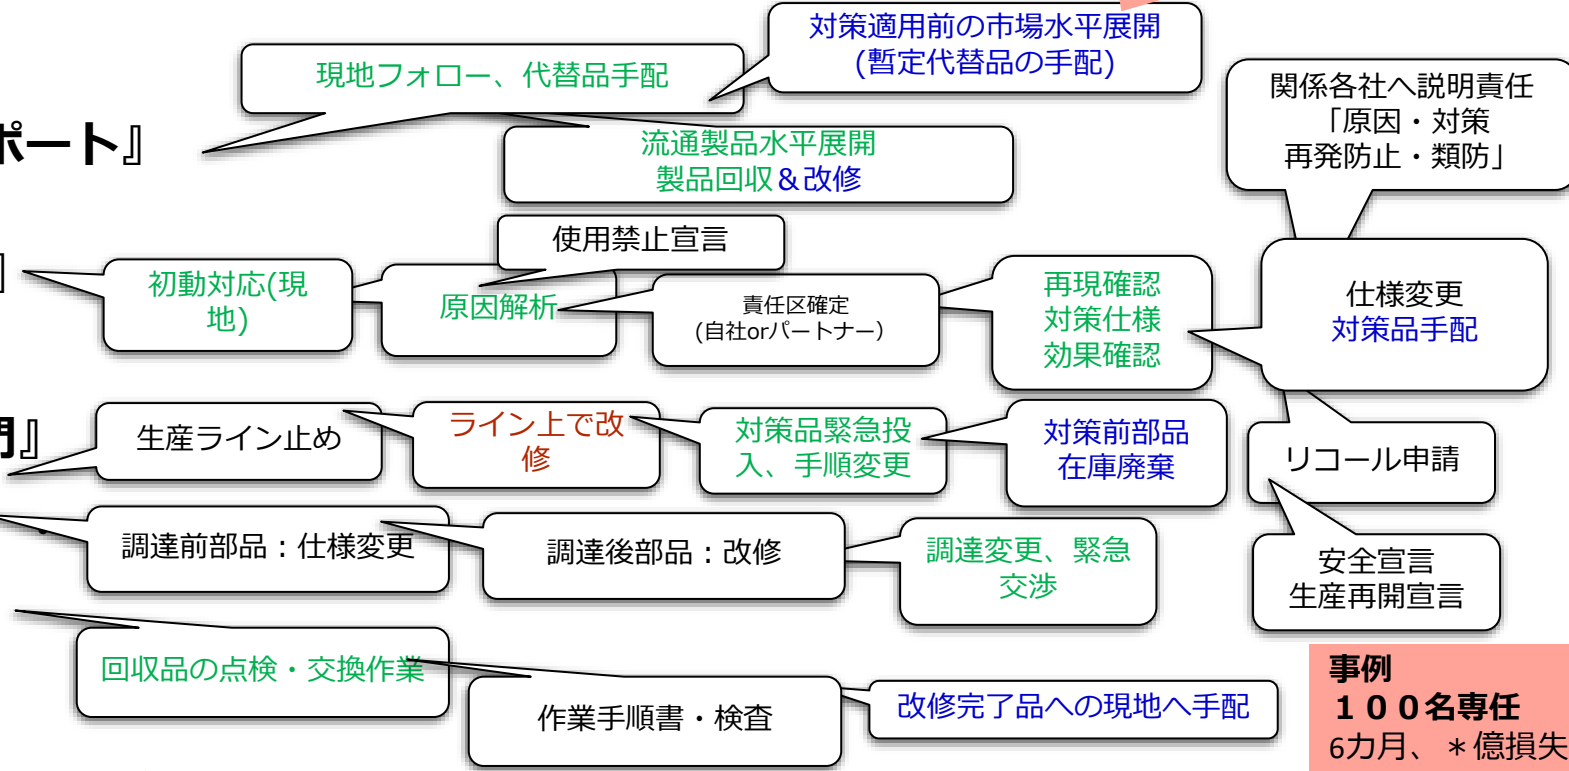 対策適用前の市場水平展開
(暫定代替品の手配)
現地フォロー、代替品手配
関係各社へ説明責任
「原因・対策
再発防止・類防」
ポート』
流通製品水平展開
製品回収＆改修
使用禁止宣言
』
初動対応(現
地)
原因解析
責任区確定
(自社orパートナー）
再現確認
対策仕様
効果確認
仕様変更
対策品手配
門』
生産ライン止め
ライン上で改
修
対策品緊急投
入、手順変更
対策前部品
在庫廃棄
リコール申請
調達前部品：仕様変更
調達後部品：改修
調達変更、緊急
交渉
安全宣言
生産再開宣言
回収品の点検・交換作業
作業手順書・検査
改修完了品への現地へ手配
事例
１００名専任
6カ月、＊億損失